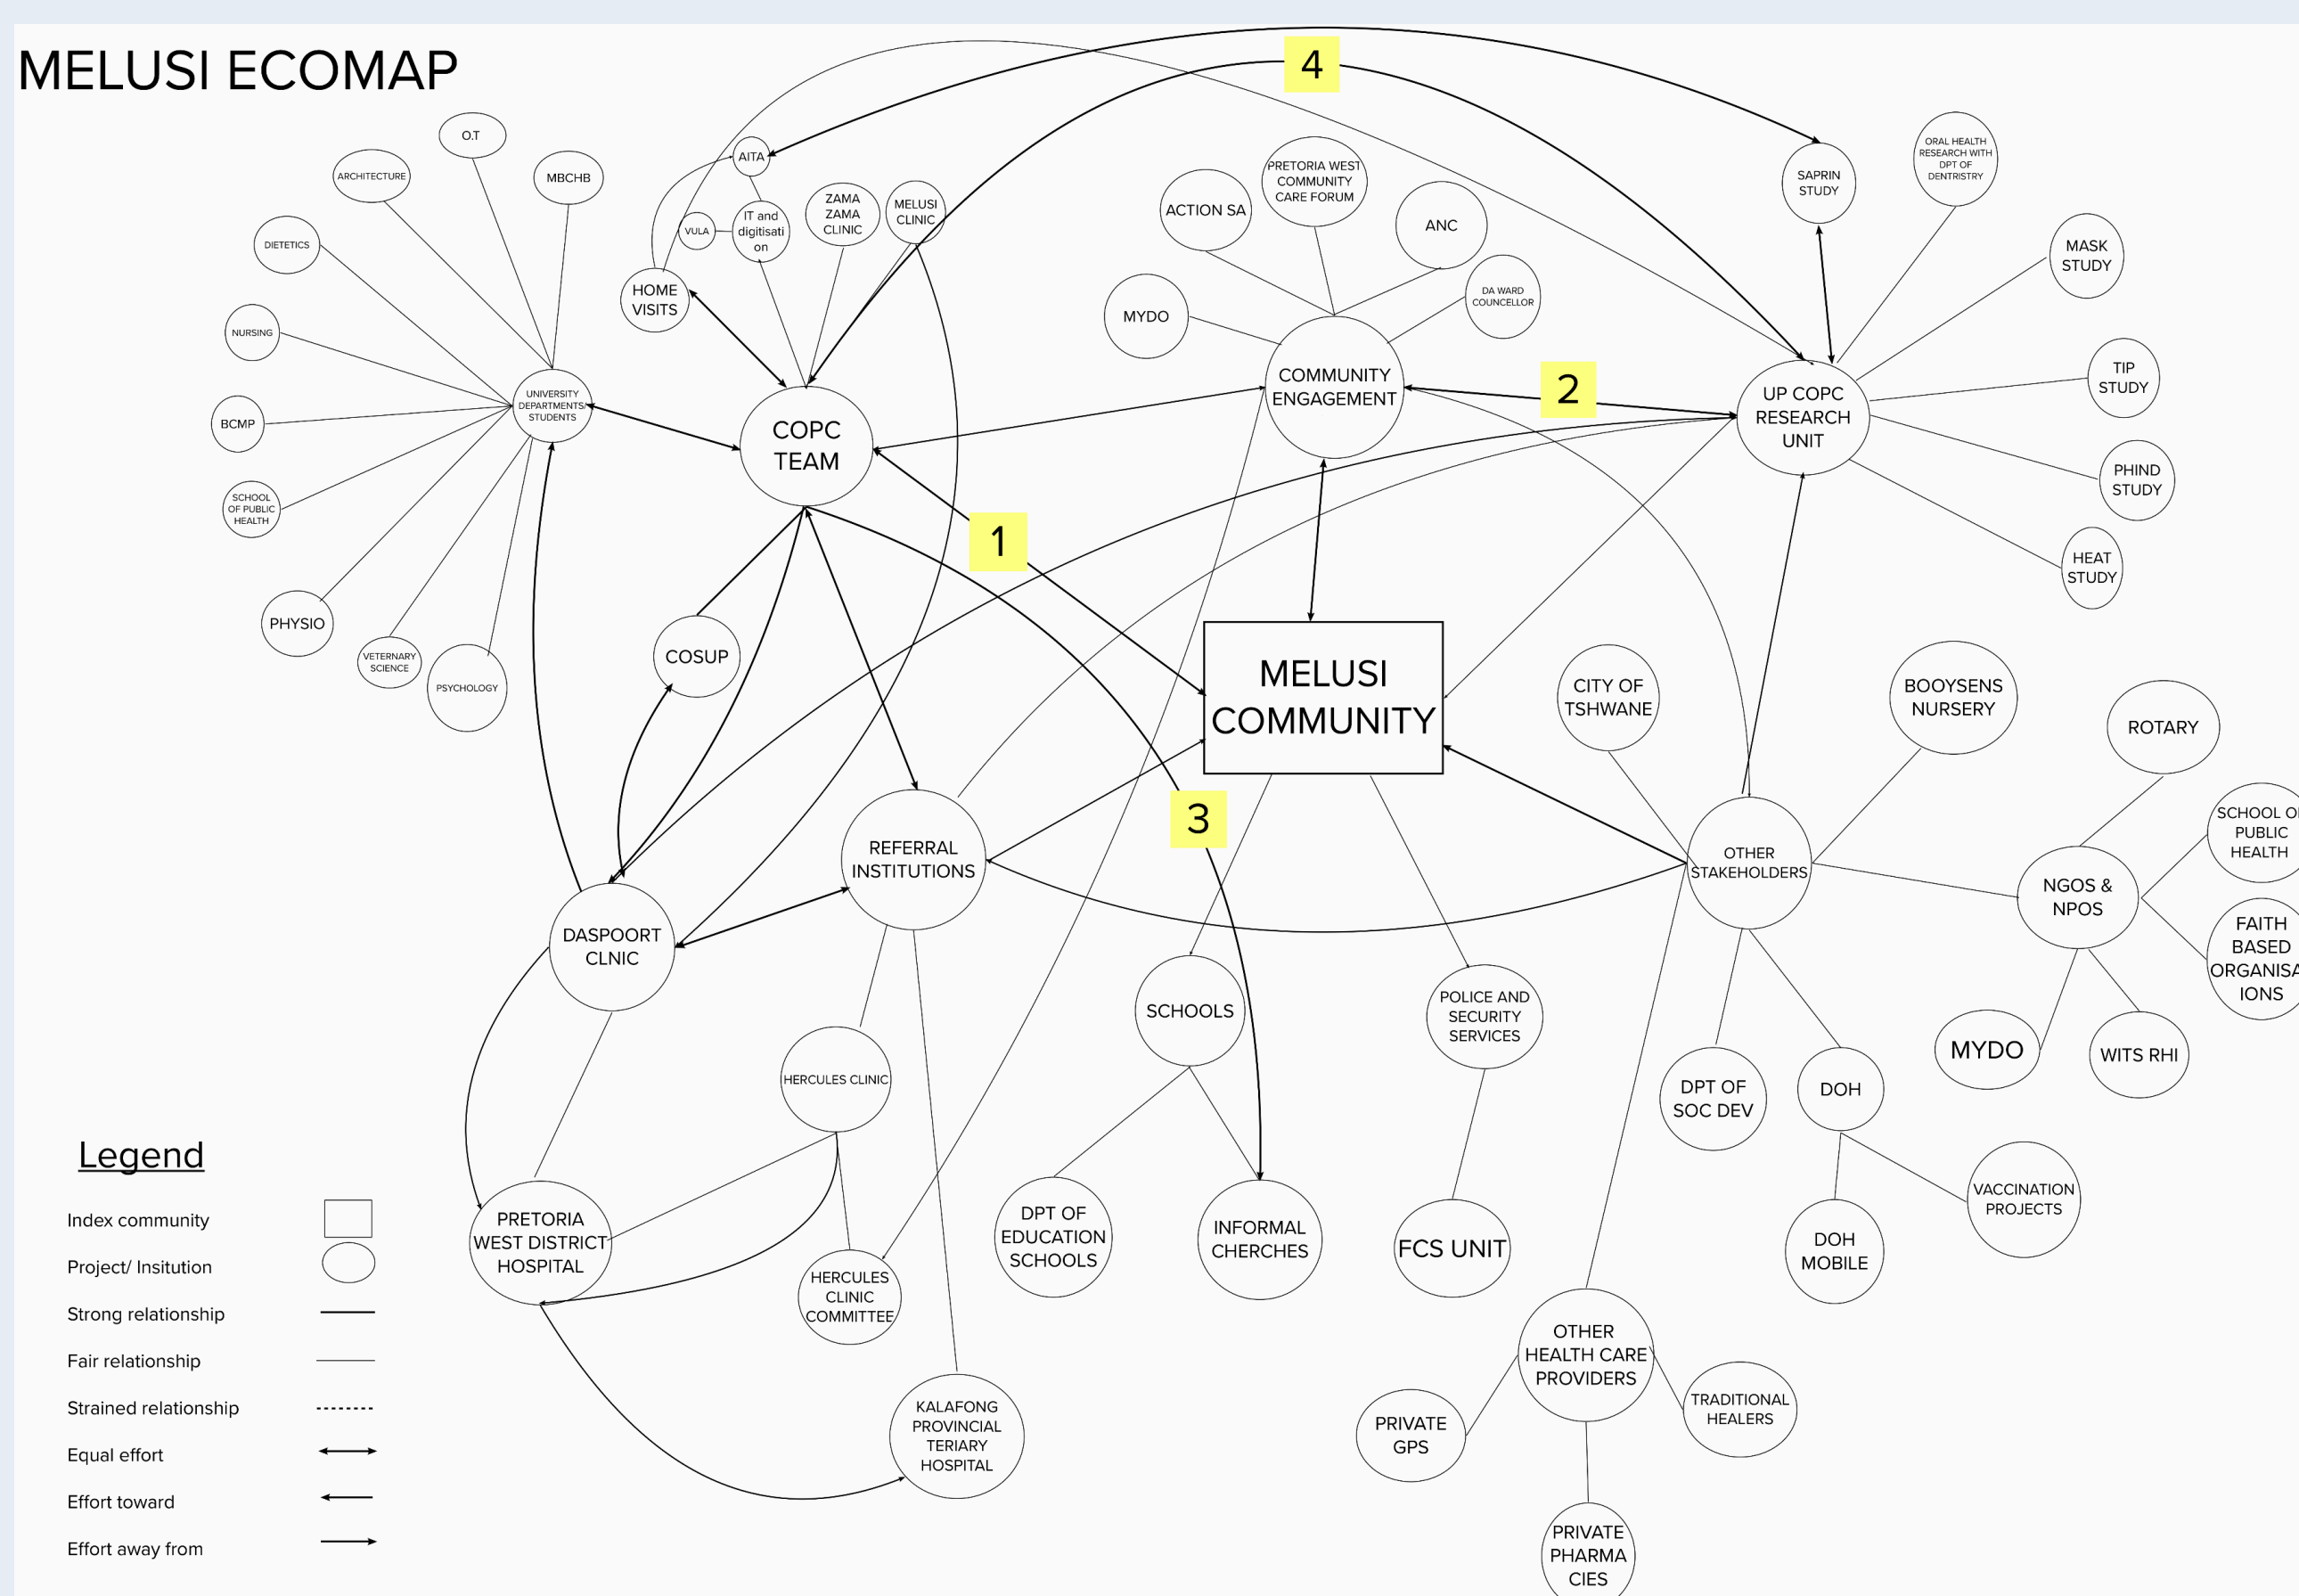 MELUSI ECOMAP
4
O.T
ARCHITECTURE
MBCHB
DIETETICS
NURSING
BCMP
SCHOOL
OF PUBLIC
HEALTH
PHYSIO
VETERNARY
SCIENCE
PSYCHOLOGY
UNIVERSITY
DEPARTMENTS/
STUDENTS
AITA
VULA
IT and
digitisati
on
ZAMA
ZAMA
CLINIC
MELUSI
CLINIC
HOME
VISITS
COPC
TEAM
ACTION SA
PRETORIA WEST
COMMUNITY
CARE FORUM
ANC
MYDO
DA WARD
COUNCELLOR
COMMUNITY
ENGAGEMENT
2
SAPRIN
STUDY
ORAL HEALTH
RESEARCH WITH
DPT OF
DENTRISTRY
MASK
STUDY
TIP
STUDY
PHIND
STUDY
HEAT
STUDY
UP COPC
RESEARCH
UNIT
1
COSUP
MELUSI
COMMUNITY
3
CITY OF
TSHWANE
BOOYSENS
NURSERY
ROTARY
SCHOOL O
PUBLIC
HEALTH
REFERRAL
INSTITUTIONS
OTHER
STAKEHOLDERS
NGOS &
NPOS
FAITH
BASED
ORGANISA
IONS
DASPOORT
CLNIC
SCHOOLS
POLICE AND
SECURITY
SERVICES
MYDO
WITS RHI
HERCULES CLINIC
DPT OF
SOC DEV
DOH
PRETORIA
WEST DISTRICT
HOSPITAL
HERCULES
CLINIC
COMMITTEE
DPT OF
EDUCATION
SCHOOLS
INFORMAL
CHERCHES
FCS UNIT
DOH
MOBILE
VACCINATION
PROJECTS
KALAFONG
PROVINCIAL
TERIARY
HOSPITAL
OTHER
HEALTH CARE
PROVIDERS
PRIVATE
GPS
TRADITIONAL
HEALERS
PRIVATE
PHARMA
CIES
Legend
Index community
Project/ Insitution
Strong relationship
Fair relationship
Strained relationship
Equal effort
Effort toward
Effort away from